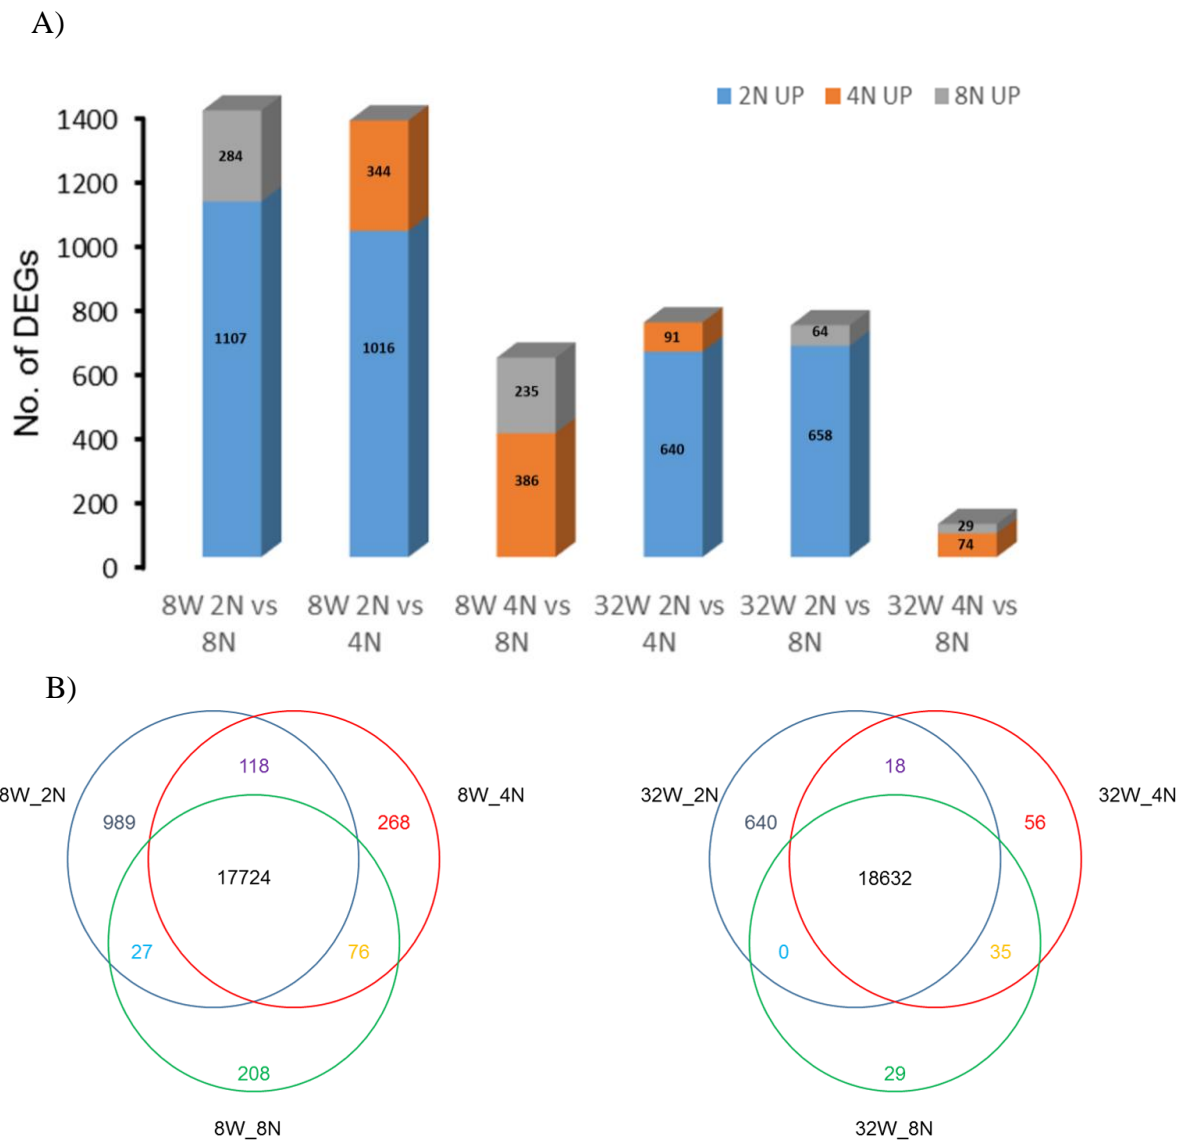 A)
2N UP 4N UP 8N UP
No. of DEGs
1400
1200
1000
800
600
400
200
0
284
1107
344
1016
235
386
91
640
64
658
29
74
8W 2N vs 8N
8W 2N vs 4N
8W 4N vs 8N
32W 2N vs 4N
32W 2N vs 8N
32W 4N vs 8N
B)
8W_2N
8W_4N
8W_8N
118
989
268
17724
27
76
208
32W_2N
32W_4N
32W_8N
18
640
56
18632
0
35
29